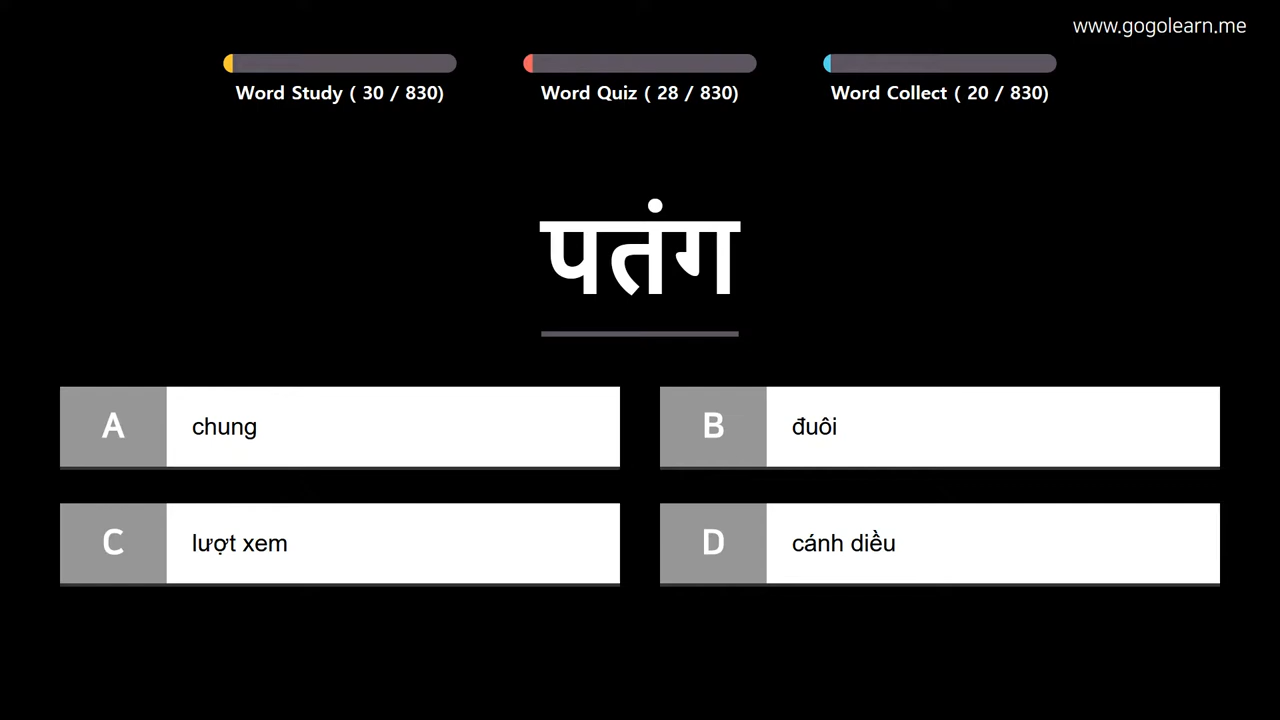 www.gogolearn.me
Word Study ( 30 / 830)
Word Quiz ( 28 / 830)
Word Collect ( 20 / 830)
पतंग
A chung
B đuôi
C lượt xem
D cánh diều